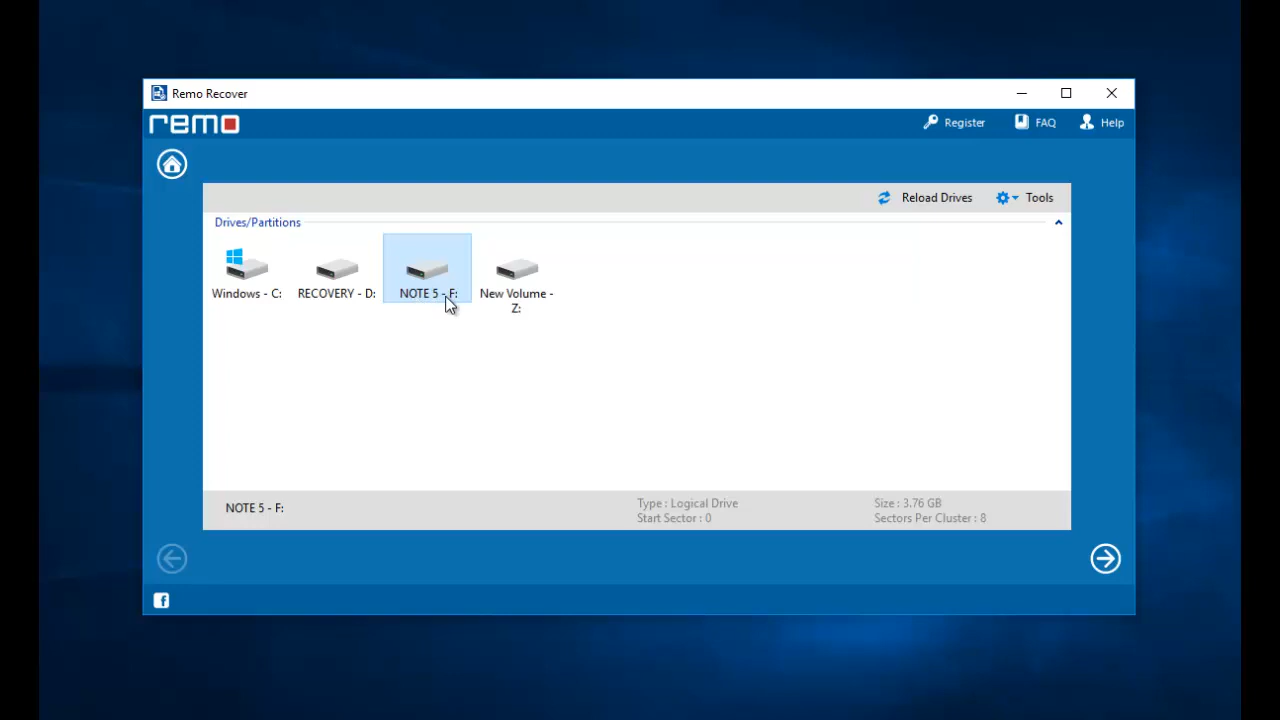 Remo Recover
remo
Register
FAQ
Help
Reload Drives
Tools
Drives/Partitions
Windows - C:
RECOVERY - D:
NOTE 5 - F:
New Volume -
Z:
NOTE 5 - F:
Type : Logical Drive
Start Sector : 0
Size : 3.76 GB
Sectors Per Cluster : 8
f